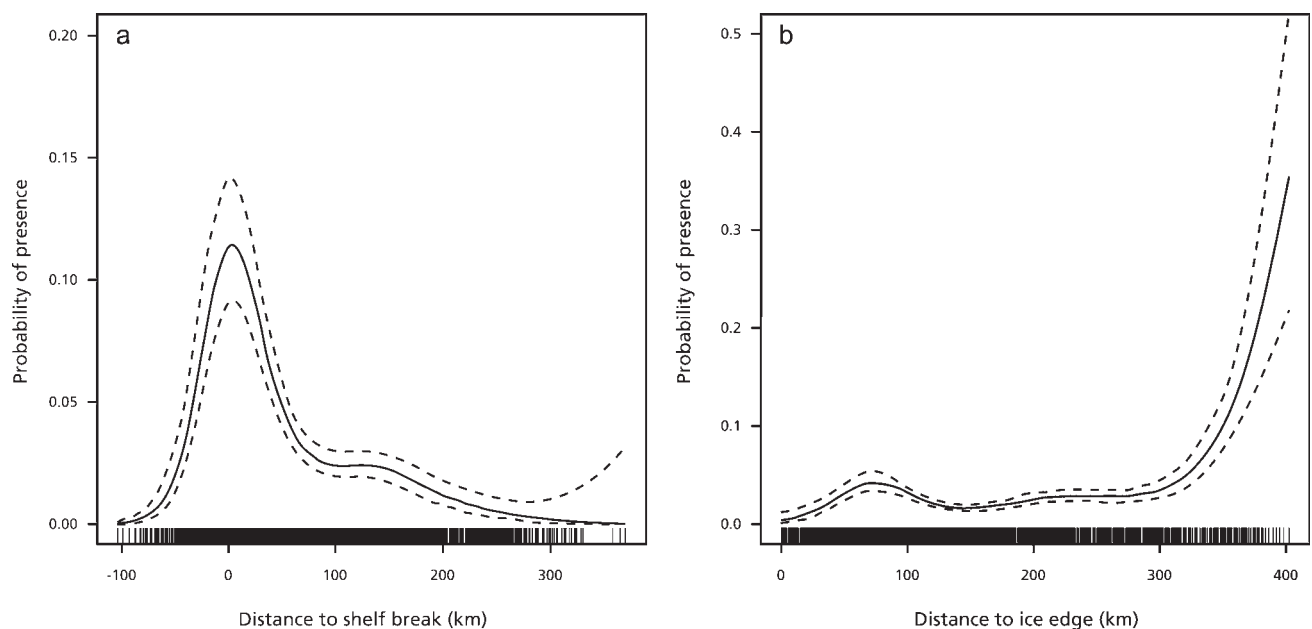 a
0.20
0.15
0.10
0.05
0.00
Probability of presence
-100 0 100 200 300
Distance to shelf break (km)
b
0.5
0.4
0.3
0.2
0.1
0.0
Probability of presence
0 100 200 300 400
Distance to ice edge (km)